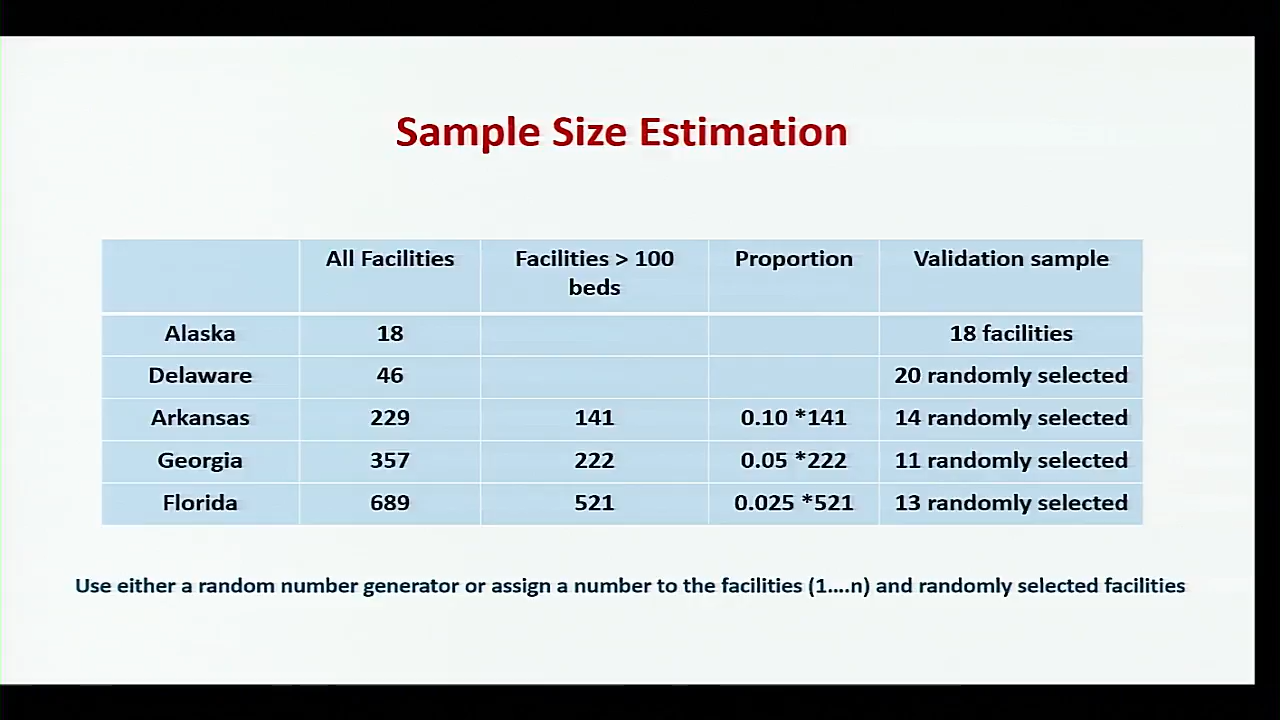 Sample Size Estimation
All Facilities Facilities > 100 beds Proportion Validation sample
Alaska 18 18 facilities
Delaware 46 20 randomly selected
Arkansas 229 141 0.10 *141 14 randomly selected
Georgia 357 222 0.05 *222 11 randomly selected
Florida 689 521 0.025 *521 13 randomly selected
Use either a random number generator or assign a number to the facilities (1….n) and randomly selected facilities